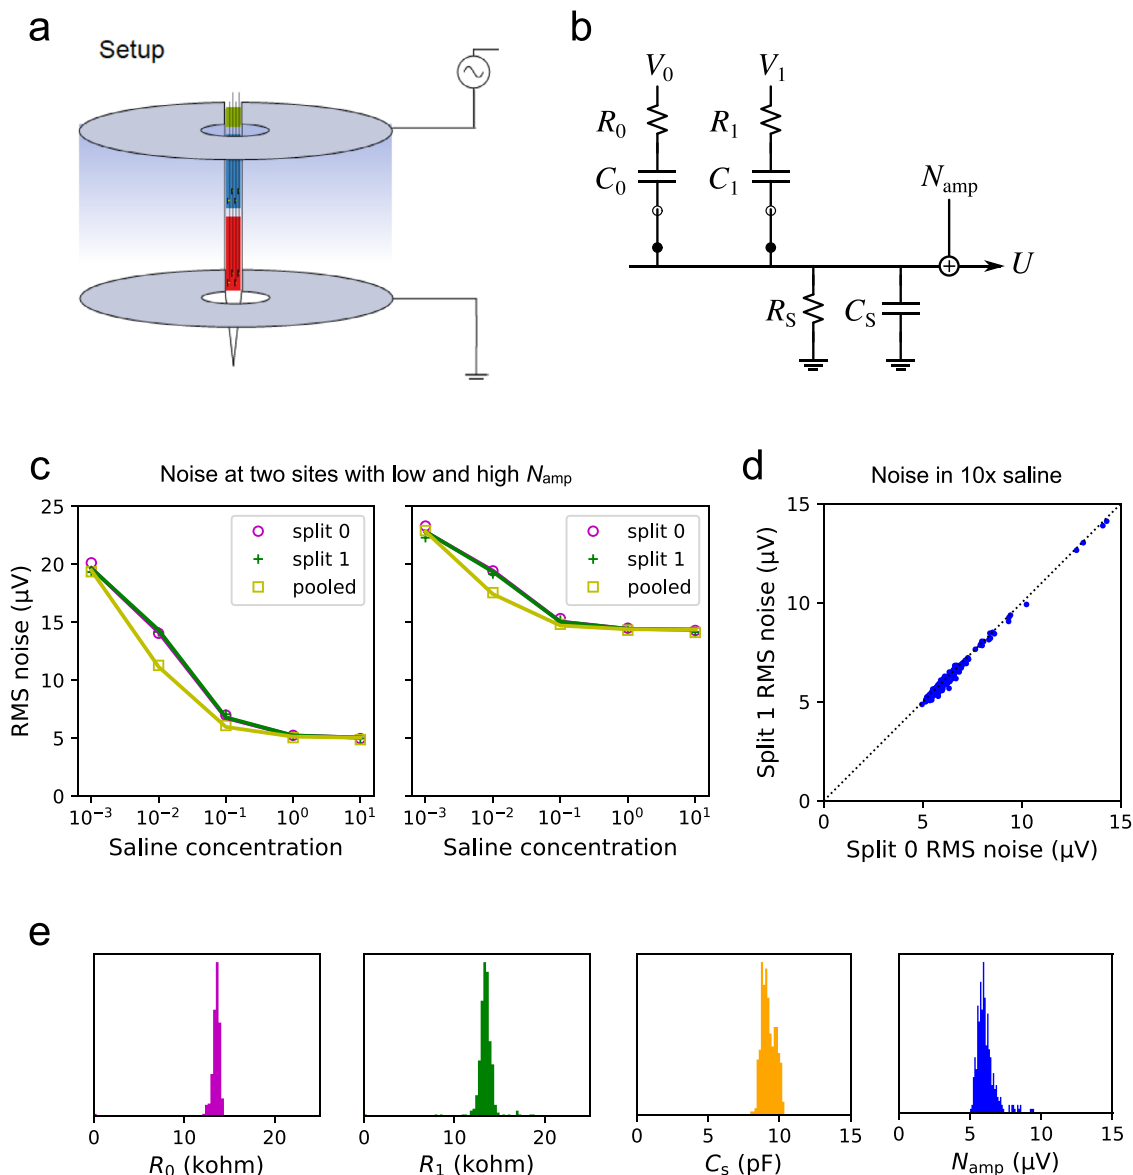 a
Setup
b
V0 V1
R0 R1
C0 C1
Namp
U
RS CS
c
Noise at two sites with low and high Namp
RMS noise (µV)
25
20
15
10
5
0
split 0
split 1
pooled
10−3 10−2 10−1 100 101
Saline concentration
split 0
split 1
pooled
10−3 10−2 10−1 100 101
Saline concentration
d
Noise in 10x saline
Split 1 RMS noise (µV)
15
10
5
0
0 5 10 15
Split 0 RMS noise (µV)
e
0 10 20
R0 (kohm)
0 10 20
R1 (kohm)
0 5 10 15
Cs (pF)
0 5 10 15
Namp (µV)